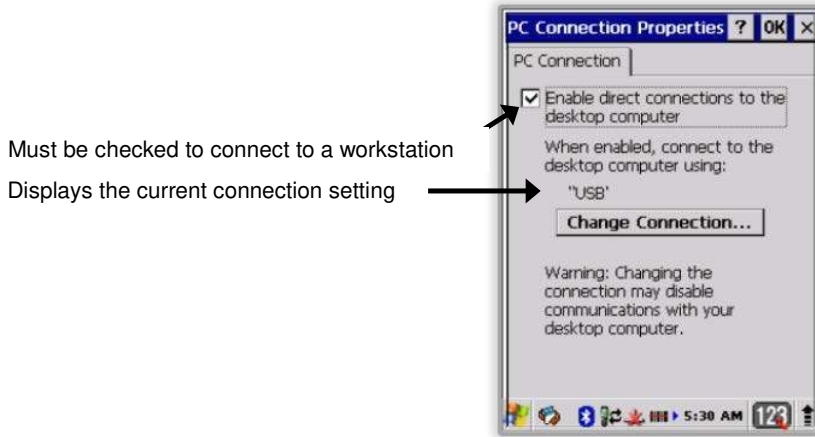 PC Connection Properties ? OK ×
PC Connection
Enable direct connections to the
desktop computer
Must be checked to connect to a workstation
When enabled, connect to the
desktop computer using:
Displays the current connection setting
"USB'
Change Connection...
Warning: Changing the
connection may disable
communications with your
desktop computer.
5:30 AM 123